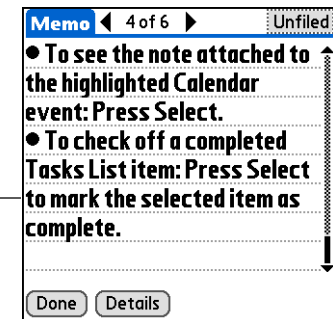 Memo 4 of 6 Unfiled
● To see the note attached to
the highlighted Calendar
event: Press Select.
● To check off a completed
Tasks List item: Press Select
to mark the selected item as
complete.
Done Details